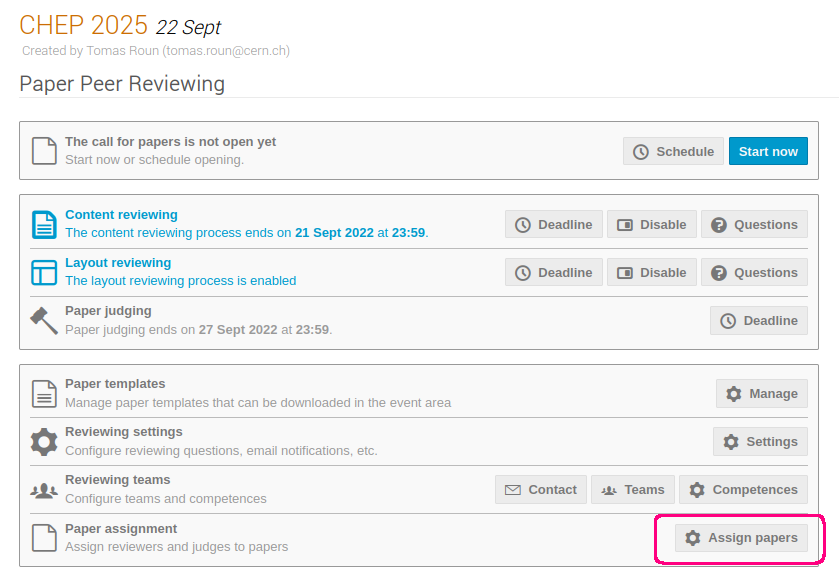 CHEP 2025 22 Sept
Created by Tomas Roun (tomas.roun@cern.ch)
Paper Peer Reviewing
The call for papers is not open yet
Start now or schedule opening.
Schedule
Start now
Content reviewing
The content reviewing process ends on 21 Sept 2022 at 23:59.
Deadline
Disable
Questions
Layout reviewing
The layout reviewing process is enabled
Deadline
Disable
Questions
Paper judging
Paper judging ends on 27 Sept 2022 at 23:59.
Deadline
Paper templates
Manage paper templates that can be downloaded in the event area
Manage
Reviewing settings
Configure reviewing questions, email notifications, etc.
Settings
Reviewing teams
Configure teams and competences
Contact
Teams
Competences
Paper assignment
Assign reviewers and judges to papers
Assign papers